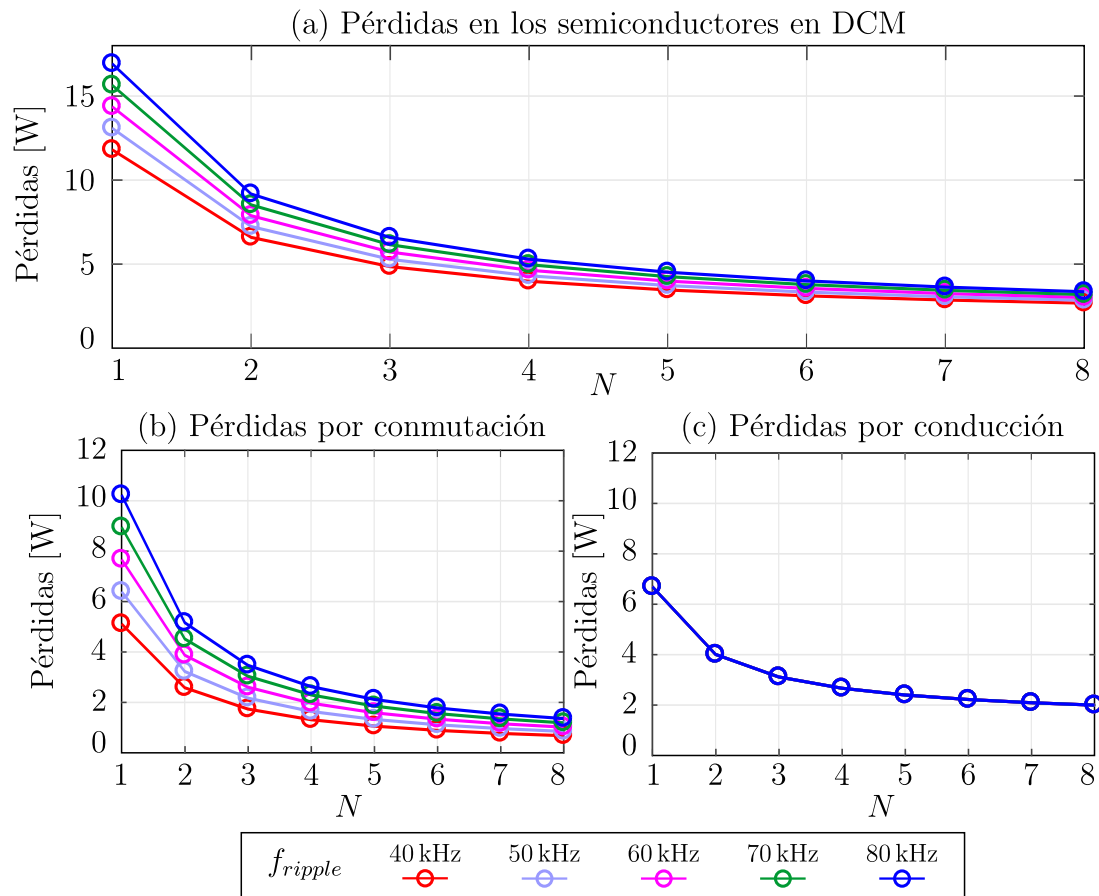 (a) Pérdidas en los semiconductores en DCM
Pérdidas [W]
15
10
5
0
1 2 3 4 5 6 7 8
N
(b) Pérdidas por conmutación
Pérdidas [W]
12
10
8
6
4
2
0
1 2 3 4 5 6 7 8
N
(c) Pérdidas por conducción
Pérdidas [W]
12
10
8
6
4
2
0
1 2 3 4 5 6 7 8
N
f_ripple 40 kHz 50 kHz 60 kHz 70 kHz 80 kHz